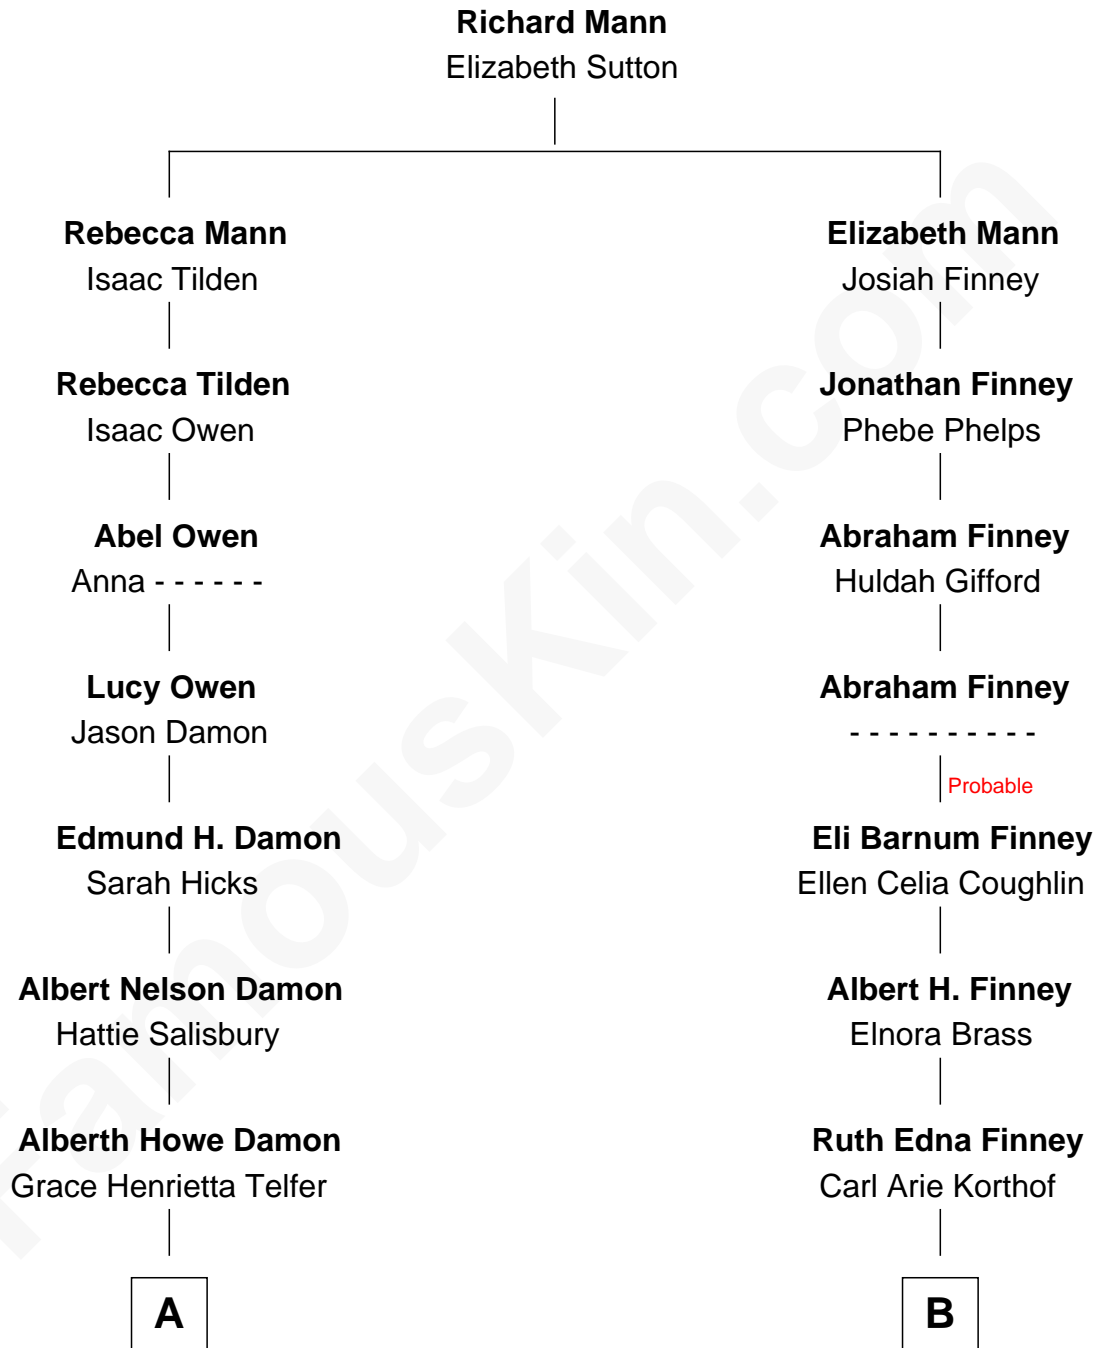 Richard Mann
Elizabeth Sutton
Rebecca Mann
Isaac Tilden
Elizabeth Mann
Josiah Finney
Rebecca Tilden
Isaac Owen
Jonathan Finney
Phebe Phelps
Abel Owen
Anna - - - - - -
Abraham Finney
Huldah Gifford
Lucy Owen
Jason Damon
Abraham Finney
- - - - - - - - - -
Probable
Edmund H. Damon
Sarah Hicks
Eli Barnum Finney
Ellen Celia Coughlin
Albert Nelson Damon
Hattie Salisbury
Albert H. Finney
Elnora Brass
Alberth Howe Damon
Grace Henrietta Telfer
Ruth Edna Finney
Carl Arie Korthof
A
B
FamousKin.com